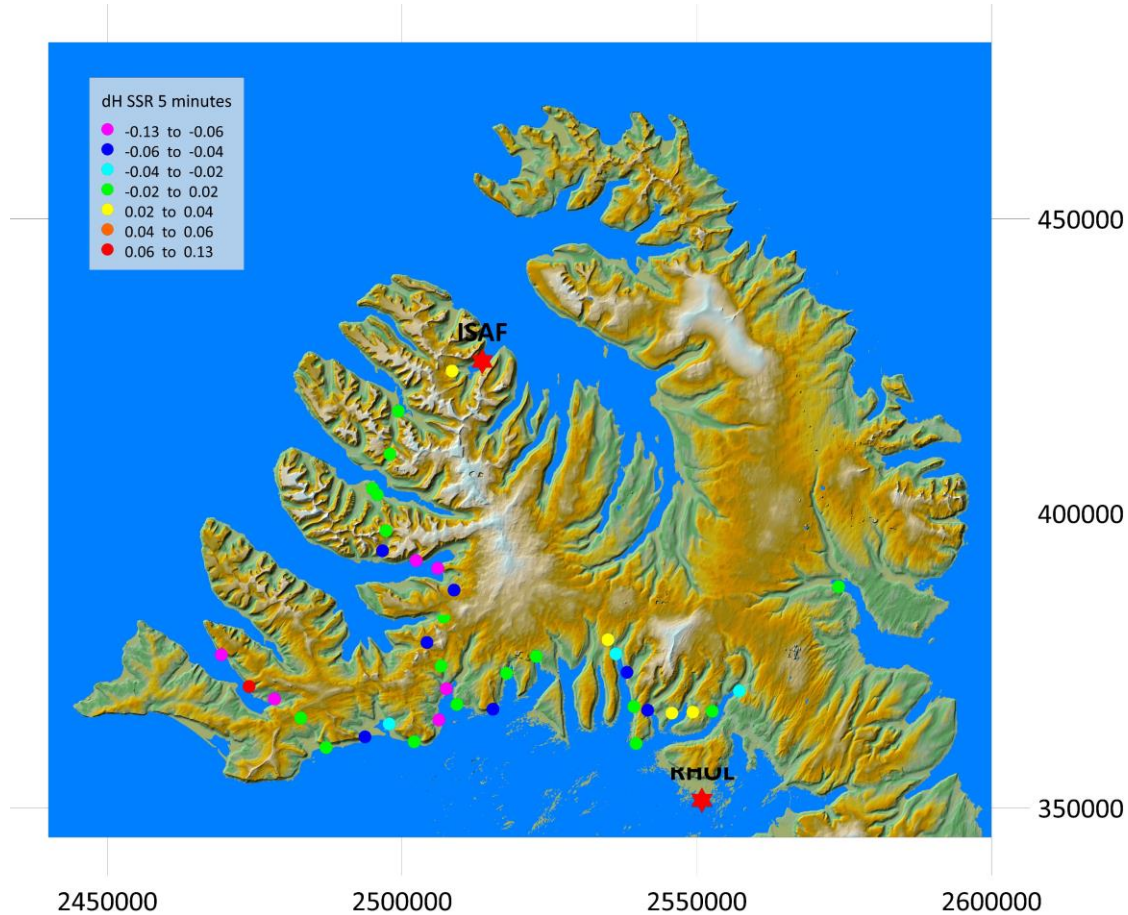 dH SSR 5 minutes
-0.13 to -0.06
-0.06 to -0.04
-0.04 to -0.02
-0.02 to 0.02
0.02 to 0.04
0.04 to 0.06
0.06 to 0.13
450000
ISAF
400000
RHOL
350000
2450000
2500000
2550000
2600000